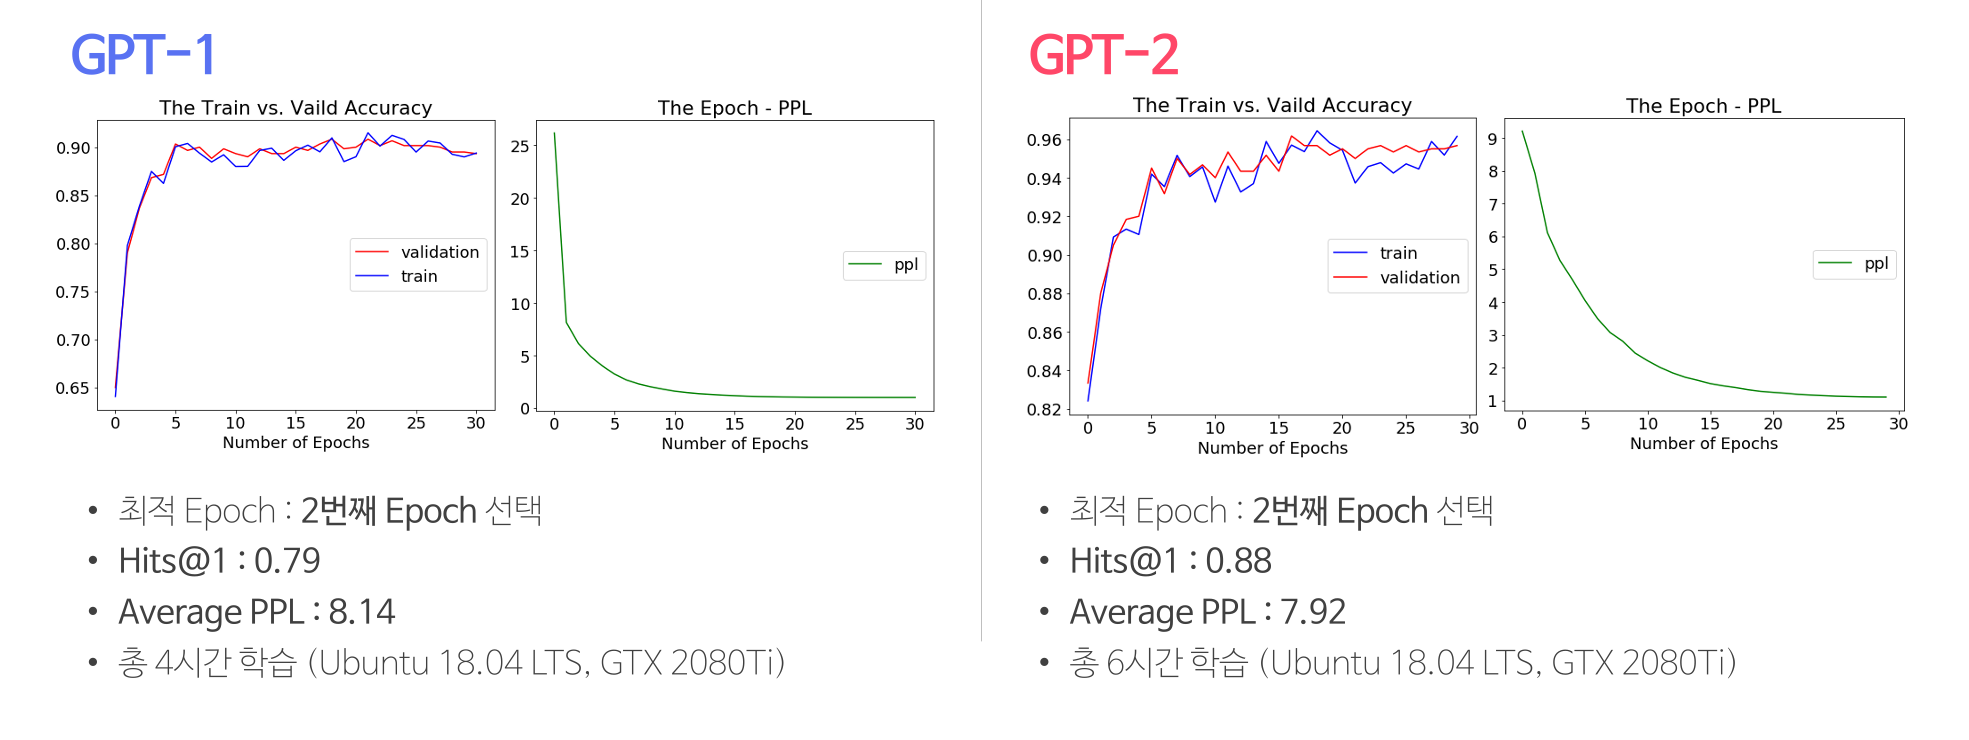 GPT-1
The Train vs. Vaild Accuracy
0.90
0.85
0.80
0.75
0.70
0.65
validation
train
0 5 10 15 20 25 30
Number of Epochs
The Epoch - PPL
25
20
15
10
5
0
ppl
0 5 10 15 20 25 30
Number of Epochs
• 최적 Epoch : 2번째 Epoch 선택
• Hits@1 : 0.79
• Average PPL : 8.14
• 총 4시간 학습 (Ubuntu 18.04 LTS, GTX 2080Ti)
GPT-2
The Train vs. Vaild Accuracy
0.96
0.94
0.92
0.90
0.88
0.86
0.84
0.82
train
validation
0 5 10 15 20 25 30
Number of Epochs
The Epoch - PPL
9
8
7
6
5
4
3
2
1
ppl
0 5 10 15 20 25 30
Number of Epochs
• 최적 Epoch : 2번째 Epoch 선택
• Hits@1 : 0.88
• Average PPL : 7.92
• 총 6시간 학습 (Ubuntu 18.04 LTS, GTX 2080Ti)